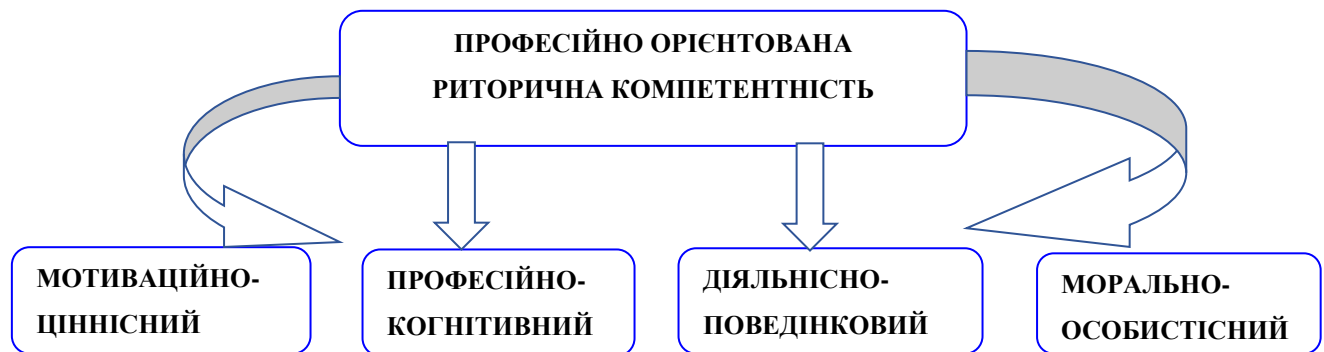 ПРОФЕСІЙНО ОРІЄНТОВАНА
РИТОРИЧНА КОМПЕТЕНТНІСТЬ
МОТИВАЦІЙНО-
ЦІННІСНИЙ
ПРОФЕСІЙНО-
КОГНІТИВНИЙ
ДІЯЛЬНІСНО-
ПОВЕДІНКОВИЙ
МОРАЛЬНО-
ОСОБИСТІСНИЙ